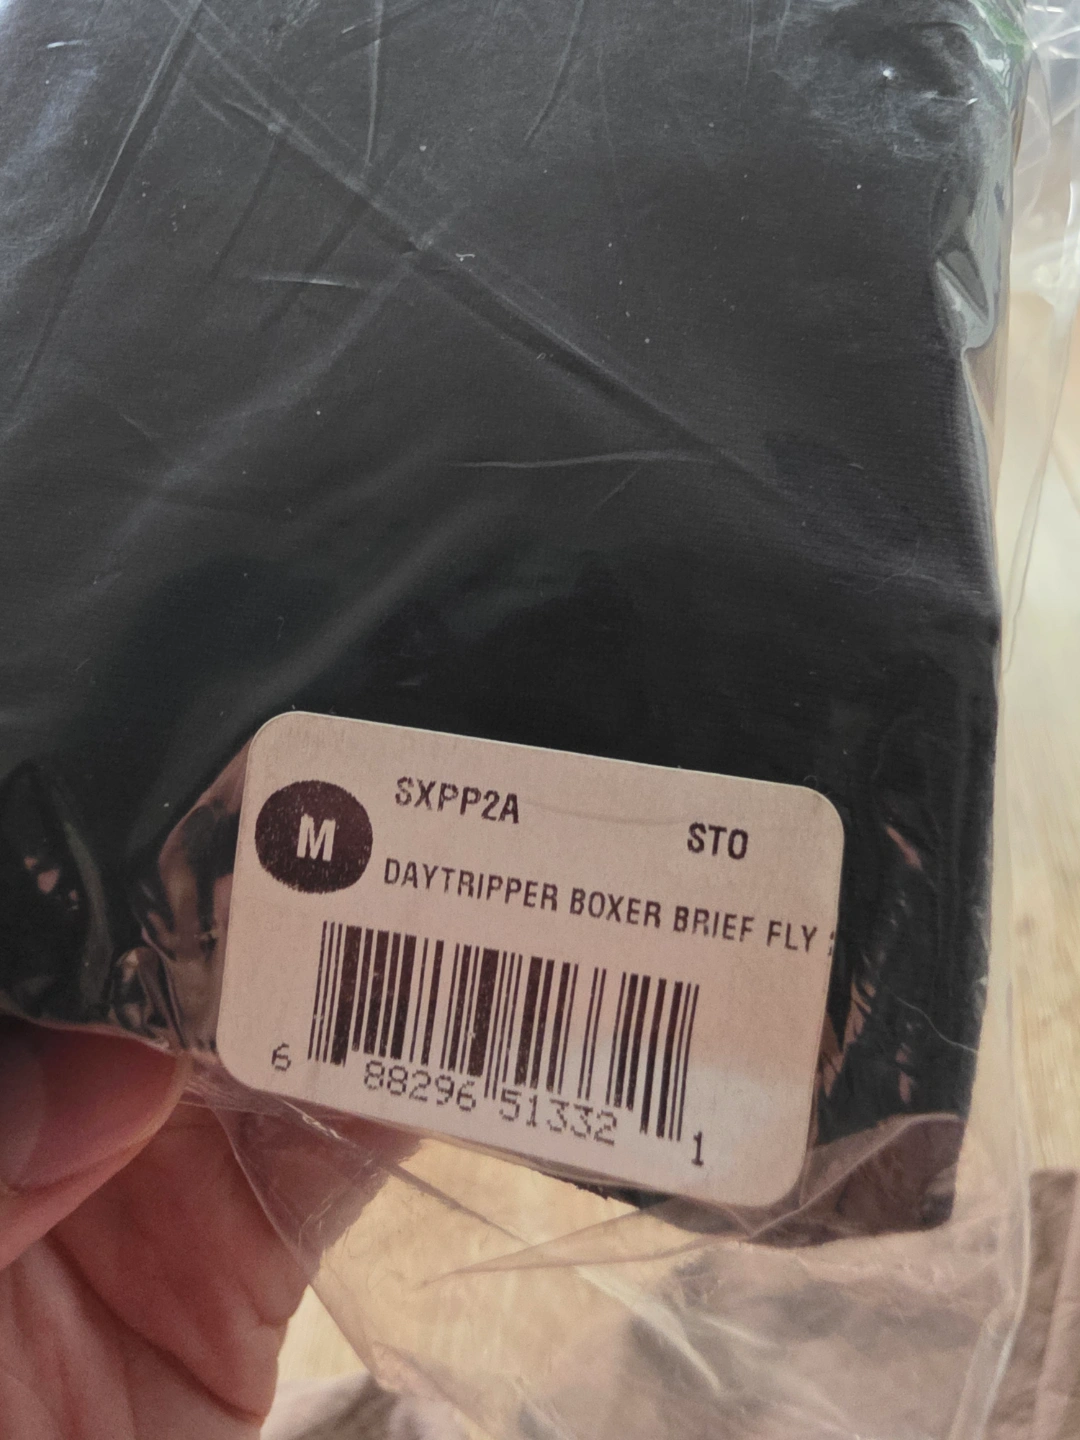 M
SXPP2A
STO
DAYTRIPPER BOXER BRIEF FLY
6 88296 51332 1